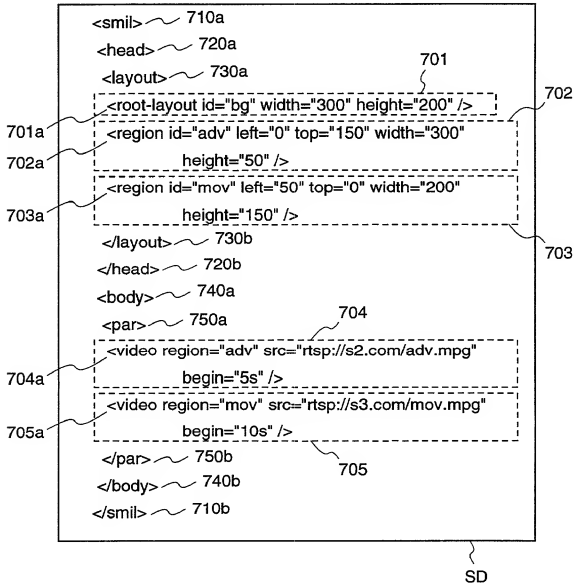 <smil> 710a
<head> 720a
<layout> 730a
701
701a <root-layout id="bg" width="300" height="200" />
702
702a <region id="adv" left="0" top="150" width="300"
height="50" />
703a <region id="mov" left="50" top="0" width="200"
height="150" />
</layout> 730b
703
</head> 720b
<body> 740a
<par> 750a
704
704a <video region="adv" src="rtsp://s2.com/adv.mpg"
begin="5s" />
705a <video region="mov" src="rtsp://s3.com/mov.mpg"
begin="10s" />
</par> 750b
705
</body> 740b
</smil> 710b
SD